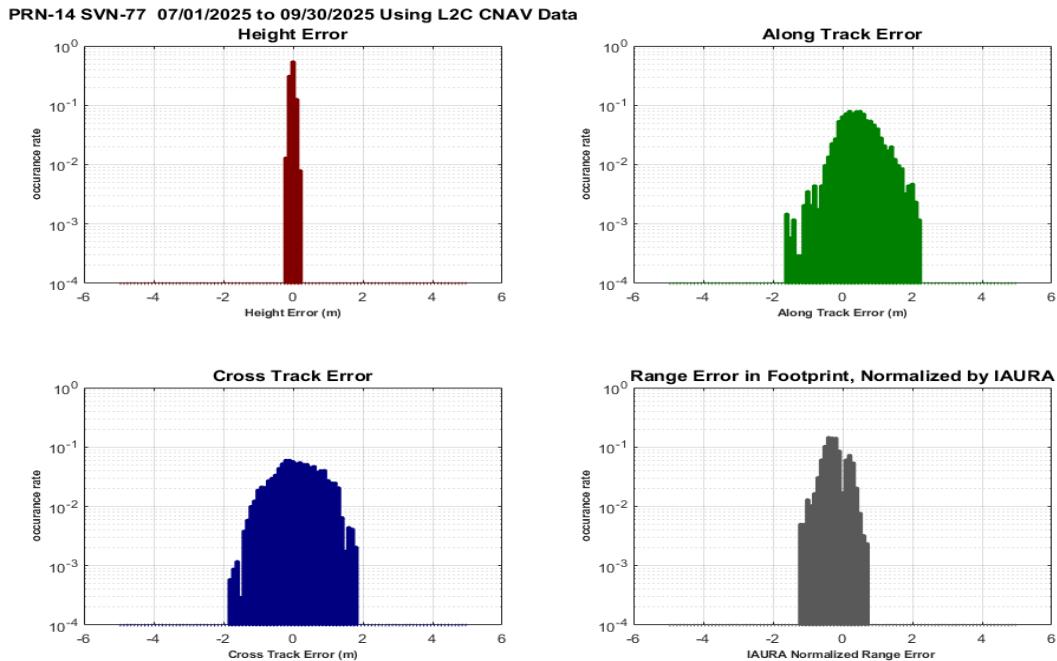 PRN-14 SVN-77  07/01/2025 to 09/30/2025 Using L2C CNAV Data
Height Error
occurance rate
10^0
10^-1
10^-2
10^-3
10^-4
-6 -4 -2 0 2 4 6
Height Error (m)
Along Track Error
occurance rate
10^0
10^-1
10^-2
10^-3
10^-4
-6 -4 -2 0 2 4 6
Along Track Error (m)
Cross Track Error
occurance rate
10^0
10^-1
10^-2
10^-3
10^-4
-6 -4 -2 0 2 4 6
Cross Track Error (m)
Range Error in Footprint, Normalized by IAURA
occurance rate
10^0
10^-1
10^-2
10^-3
10^-4
-6 -4 -2 0 2 4 6
IAURA Normalized Range Error